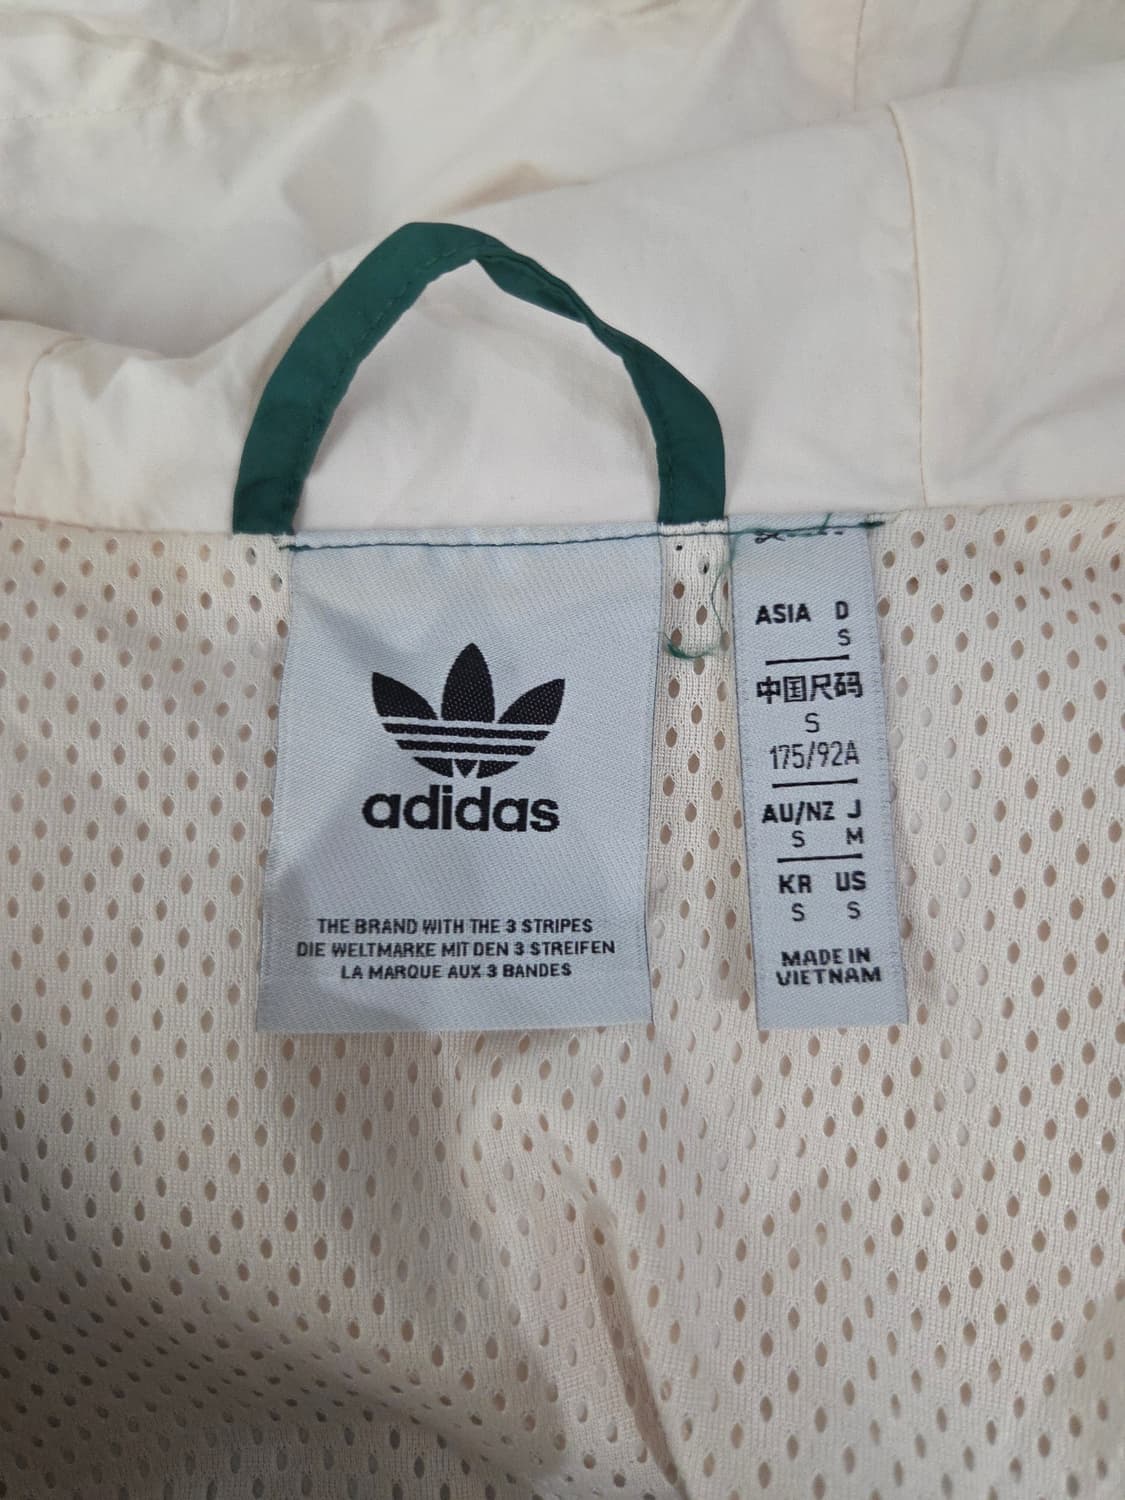 adidas
THE BRAND WITH THE 3 STRIPES
DIE WELTMARKE MIT DEN 3 STREIFEN
LA MARQUE AUX 3 BANDES
ASIA D
S
中国尺码
S
175/92A
AU/NZ J
S M
KR US
S S
MADE IN
VIETNAM